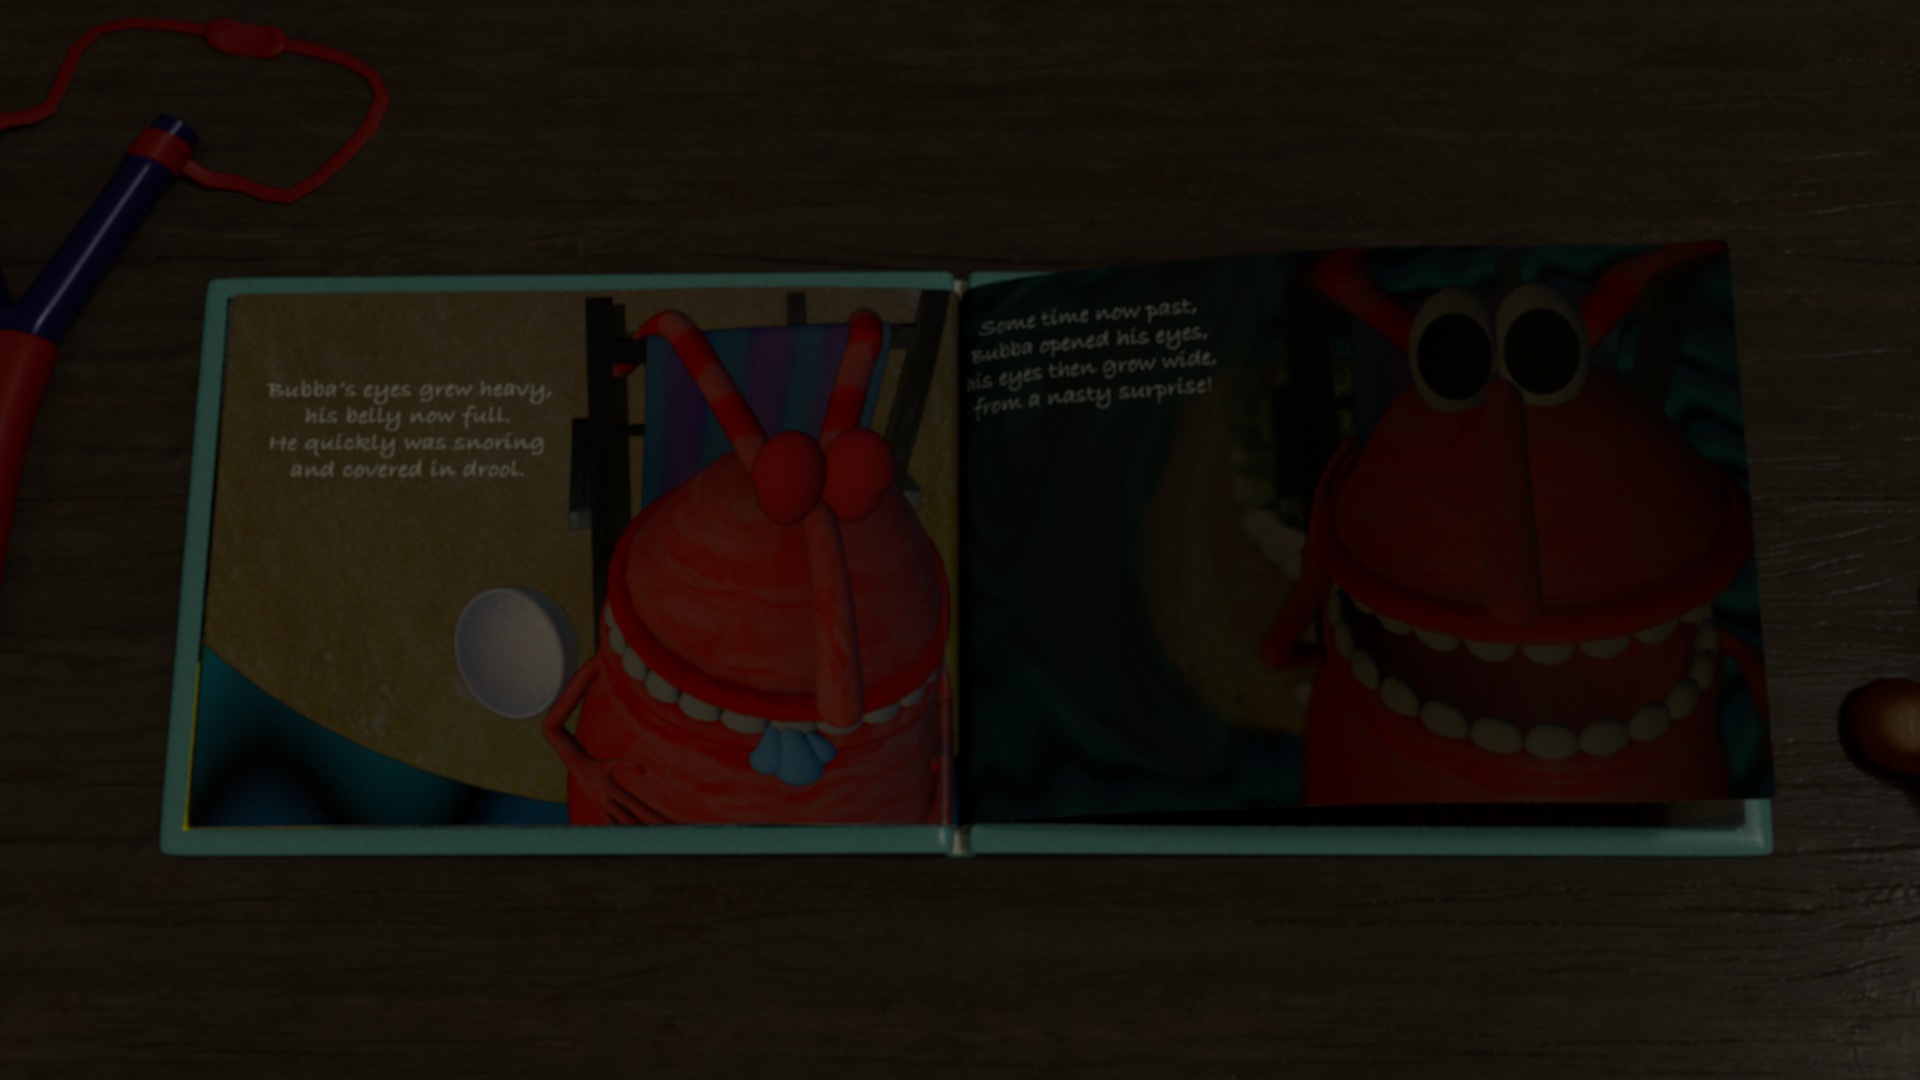 Bubba's eyes grew heavy,
his belly now full.
He quickly was snoring
and covered in drool.
Some time now past,
Bubba opened his eyes,
his eyes then grow wide,
from a nasty surprise!